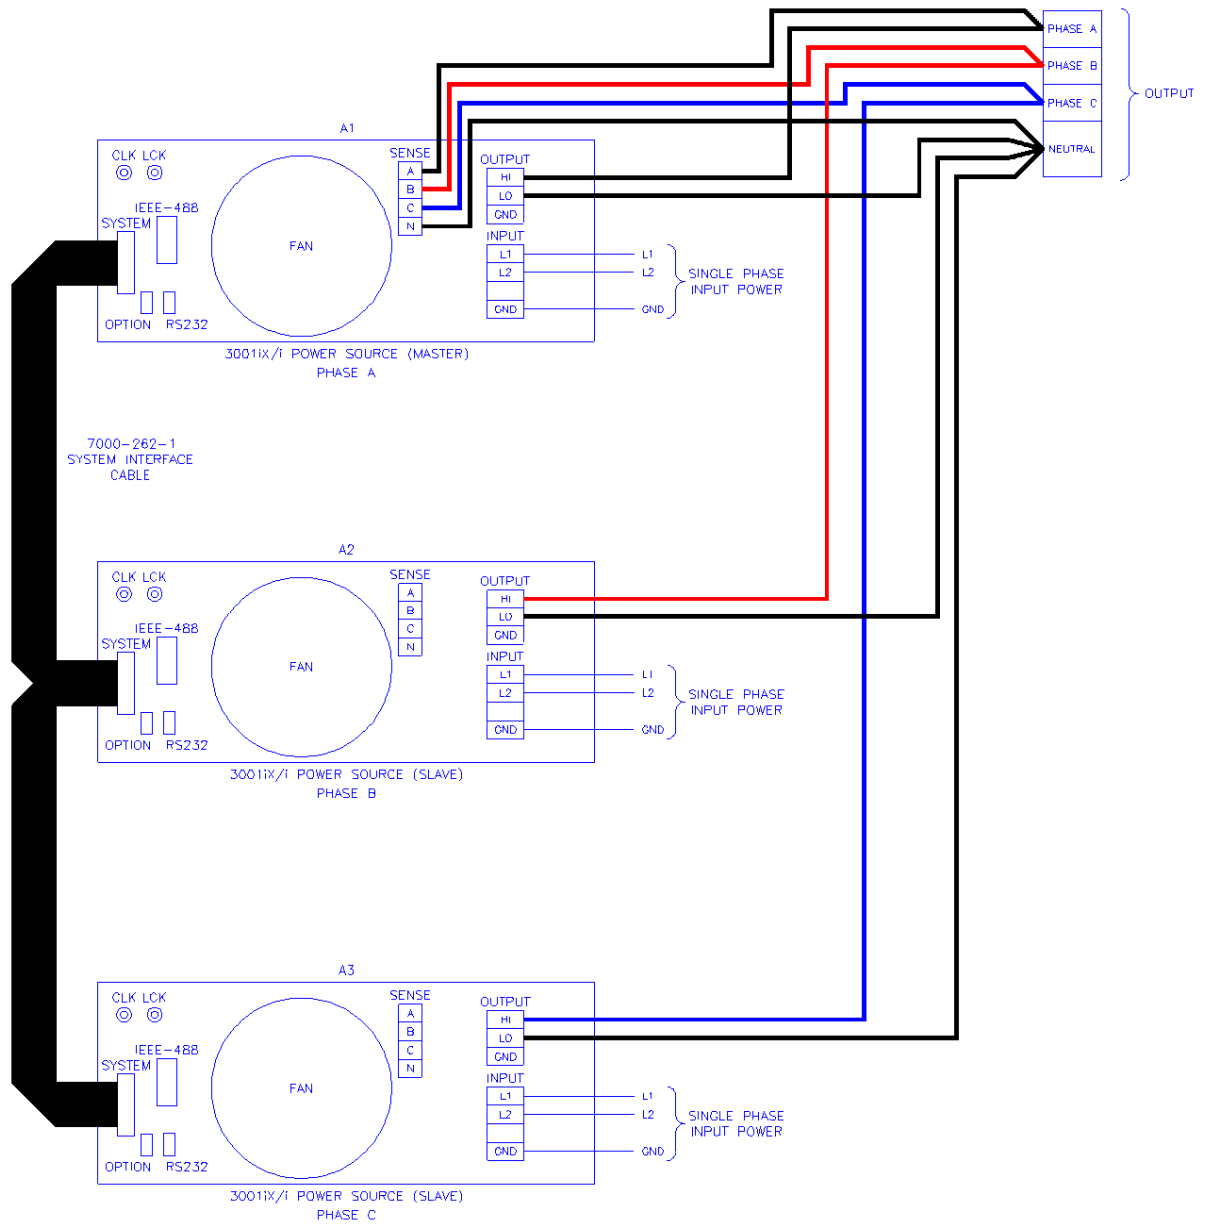 PHASE A
PHASE B
PHASE C
NEUTRAL
OUTPUT
A1
CLK LCK
IEEE-488
SYSTEM
FAN
OPTION RS232
SENSE
A
B
C
N
OUTPUT
HI
LO
GND
INPUT
L1
L2
GND
L1
L2
GND
SINGLE PHASE
INPUT POWER
3001iX/i POWER SOURCE (MASTER)
PHASE A
7000-262-1
SYSTEM INTERFACE
CABLE
A2
CLK LCK
IEEE-488
SYSTEM
FAN
OPTION RS232
SENSE
A
B
C
N
OUTPUT
HI
LO
GND
INPUT
L1
L2
GND
L1
L2
GND
SINGLE PHASE
INPUT POWER
3001iX/i POWER SOURCE (SLAVE)
PHASE B
A3
CLK LCK
IEEE-488
SYSTEM
FAN
OPTION RS232
SENSE
A
B
C
N
OUTPUT
HI
LO
GND
INPUT
L1
L2
GND
L1
L2
GND
SINGLE PHASE
INPUT POWER
3001iX/i POWER SOURCE (SLAVE)
PHASE C